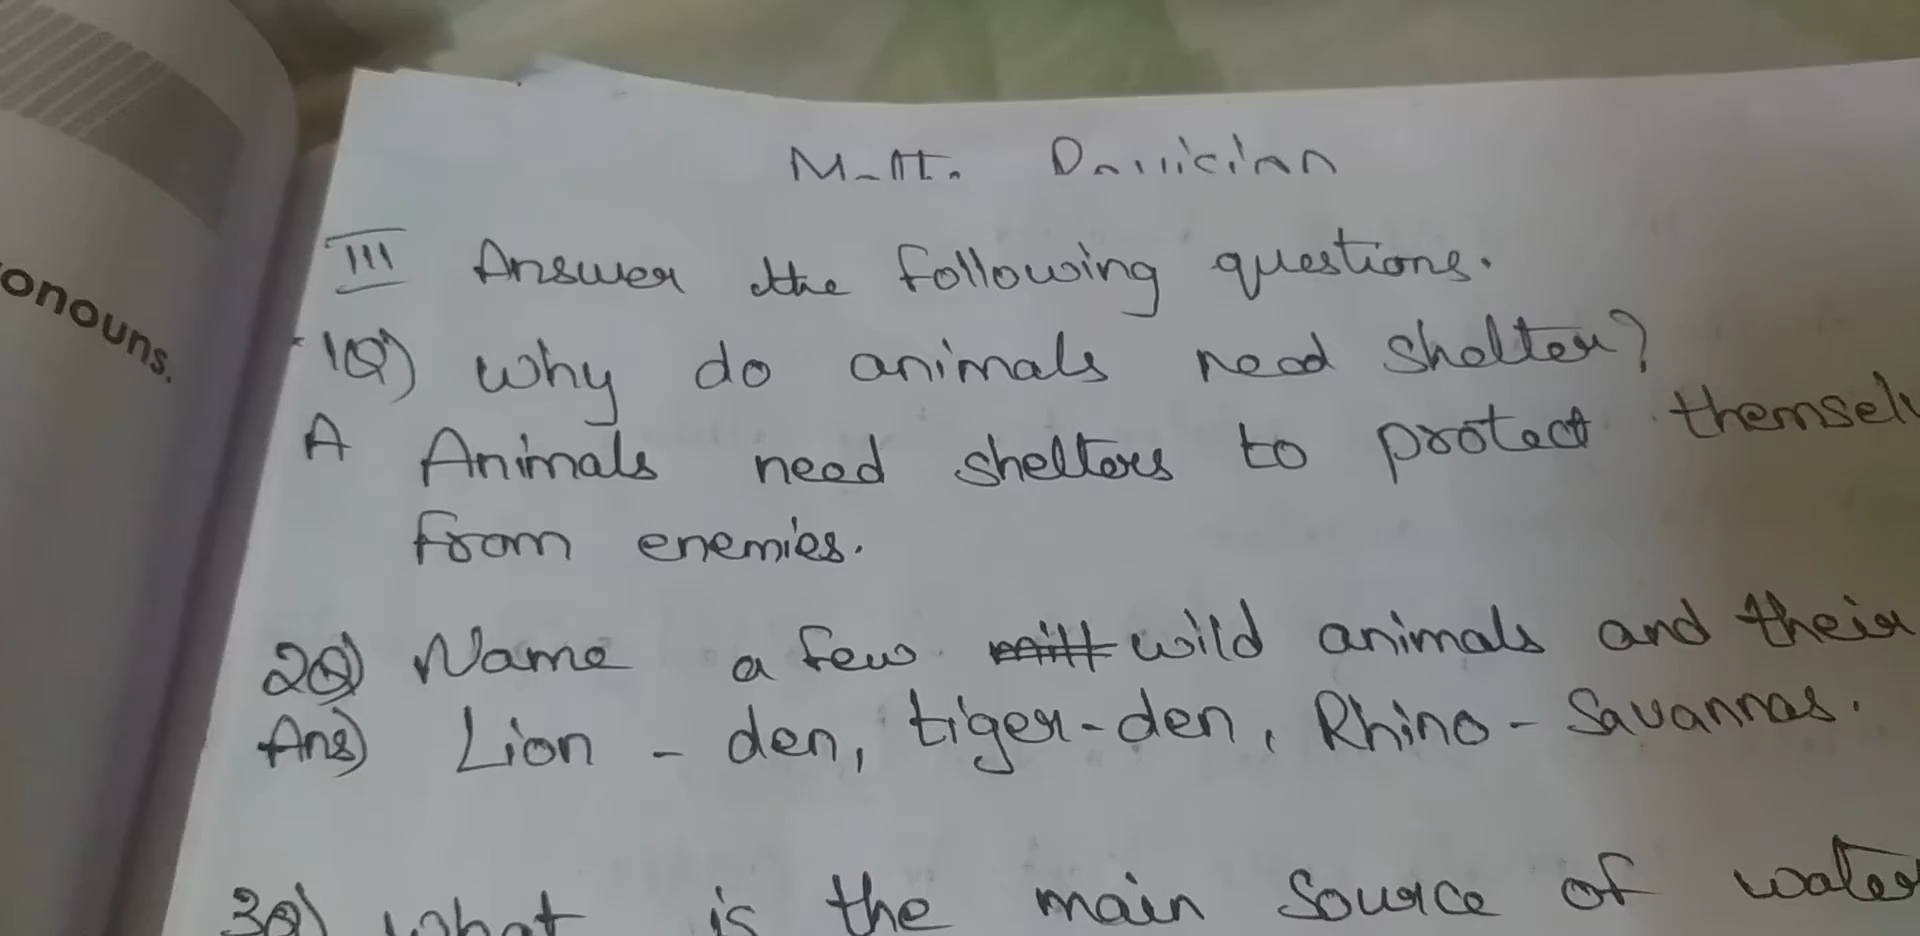 onouns.
III Answer the following questions.
1Q) Why do animals need shelter?
A Animals need shelters to protect themsel
from enemies.
2Q) Name a few wild animals and their
Ans) Lion - den, tiger-den, Rhino - Savannas.
3Q) What is the main source of water